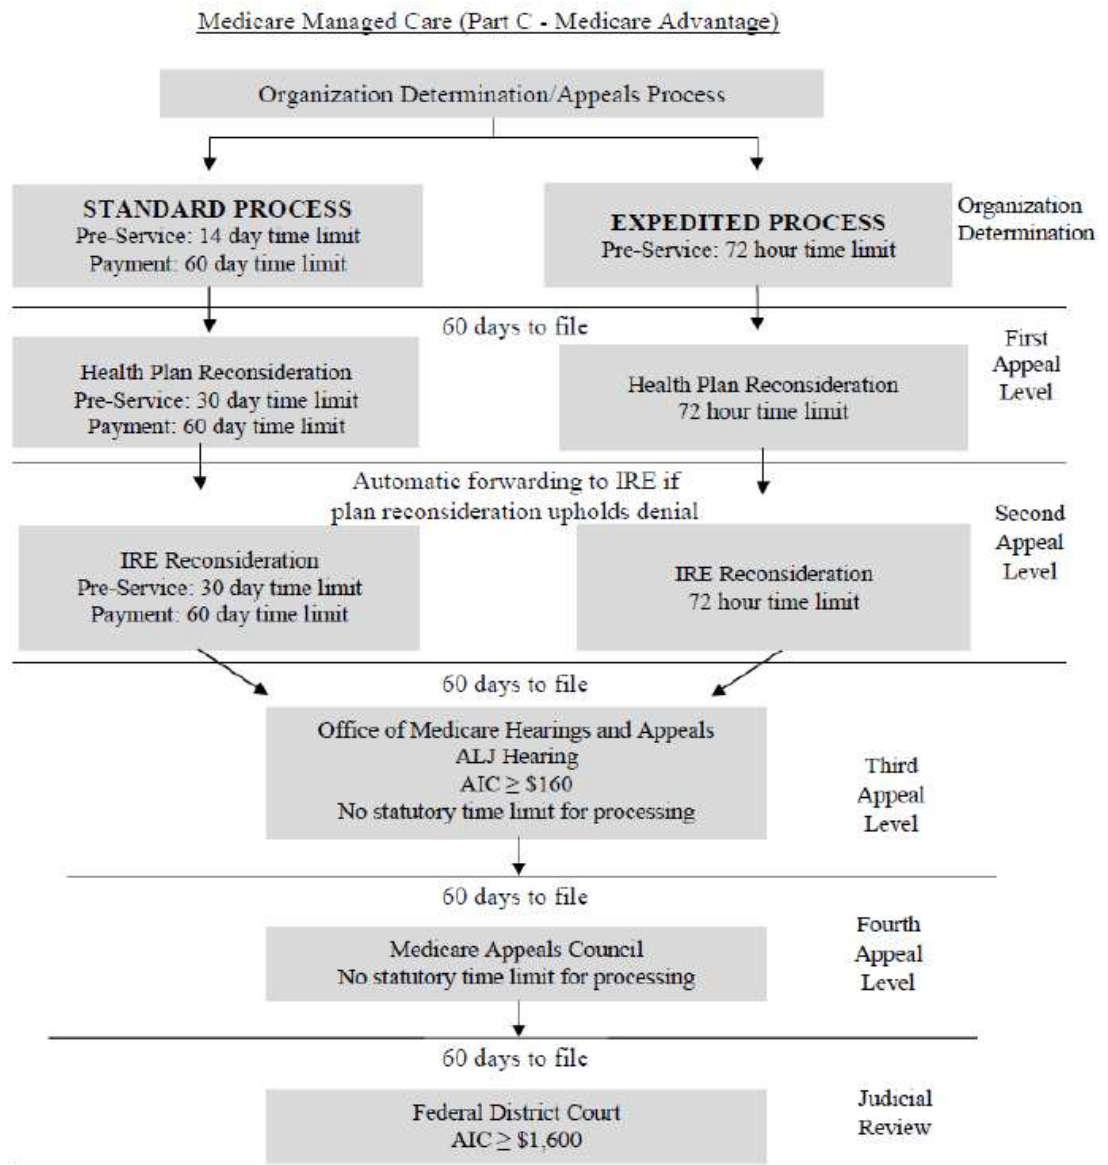 Medicare Managed Care (Part C - Medicare Advantage)
Organization Determination/Appeals Process
STANDARD PROCESS
Pre-Service: 14 day time limit
Payment: 60 day time limit
EXPEDITED PROCESS
Pre-Service: 72 hour time limit
Organization
Determination
60 days to file
Health Plan Reconsideration
Pre-Service: 30 day time limit
Payment: 60 day time limit
Health Plan Reconsideration
72 hour time limit
First
Appeal
Level
Automatic forwarding to IRE if
plan reconsideration upholds denial
IRE Reconsideration
Pre-Service: 30 day time limit
Payment: 60 day time limit
IRE Reconsideration
72 hour time limit
Second
Appeal
Level
60 days to file
Office of Medicare Hearings and Appeals
ALJ Hearing
AIC ≥ $160
No statutory time limit for processing
Third
Appeal
Level
60 days to file
Medicare Appeals Council
No statutory time limit for processing
Fourth
Appeal
Level
60 days to file
Federal District Court
AIC ≥ $1,600
Judicial
Review